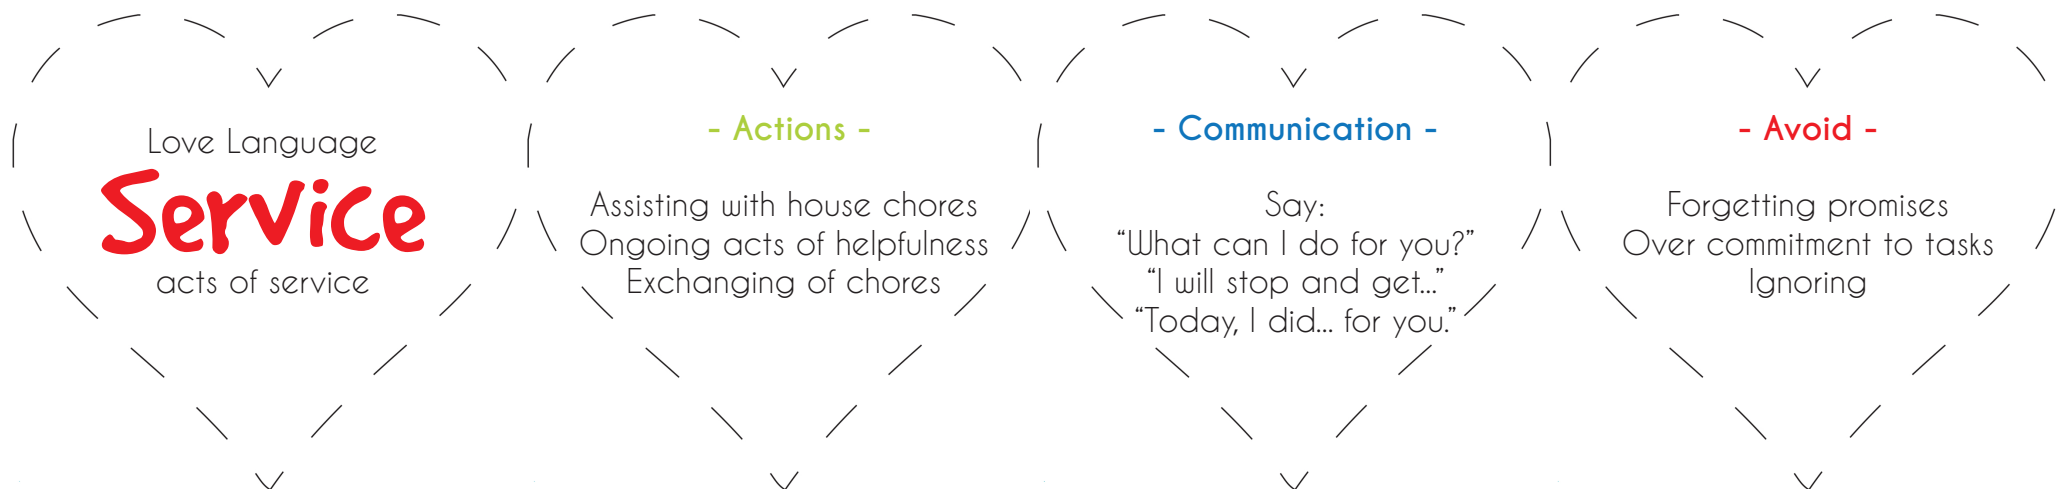 Love Language
Service
acts of service
- Actions -
Assisting with house chores
Ongoing acts of helpfulness
Exchanging of chores
- Communication -
Say:
“What can I do for you?”
“I will stop and get...”
“Today, I did... for you.”
- Avoid -
Forgetting promises
Over commitment to tasks
Ignoring